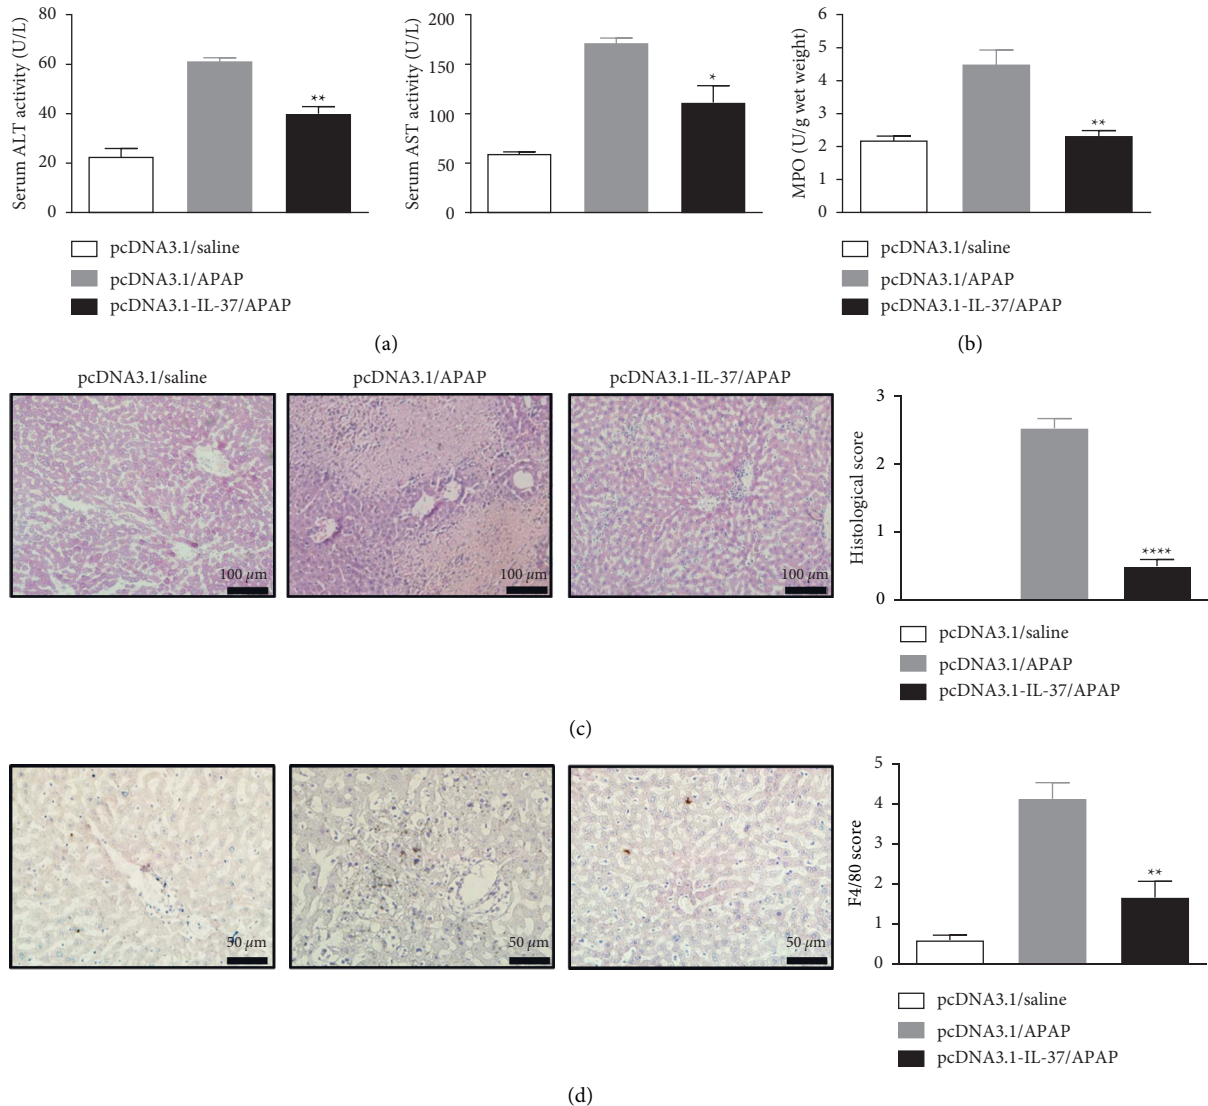 Serum ALT activity (U/L)
80
60
40
20
0
**
pcDNA3.1/saline
pcDNA3.1/APAP
pcDNA3.1-IL-37/APAP
Serum AST activity (U/L)
200
150
100
50
0
*
(a)
MPO (U/g wet weight)
6
5
4
3
2
1
0
**
pcDNA3.1/saline
pcDNA3.1/APAP
pcDNA3.1-IL-37/APAP
(b)
pcDNA3.1/saline
pcDNA3.1/APAP
pcDNA3.1-IL-37/APAP
100 μm
100 μm
100 μm
Histological score
3
2
1
0
****
pcDNA3.1/saline
pcDNA3.1/APAP
pcDNA3.1-IL-37/APAP
(c)
50 μm
50 μm
50 μm
F4/80 score
5
4
3
2
1
0
**
pcDNA3.1/saline
pcDNA3.1/APAP
pcDNA3.1-IL-37/APAP
(d)